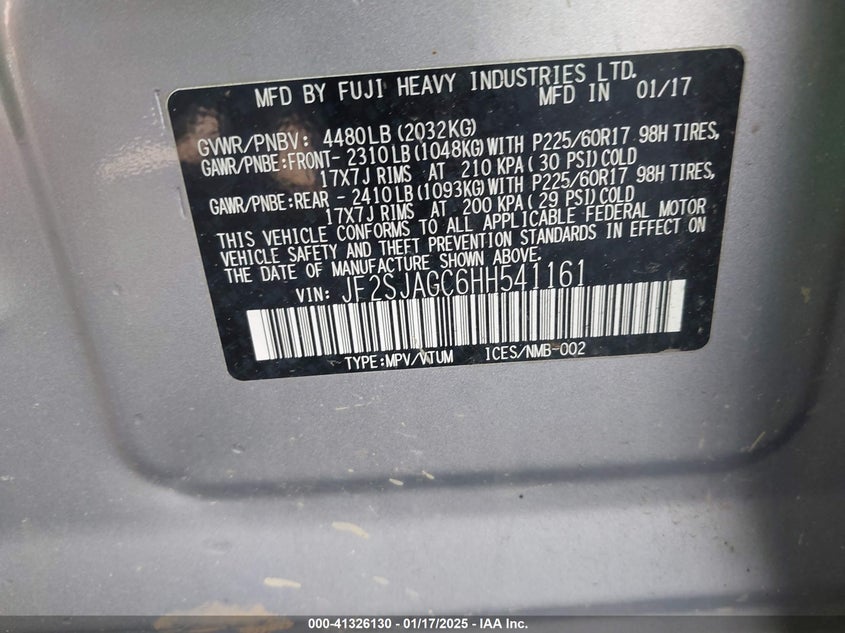 MFD BY FUJI HEAVY INDUSTRIES LTD.
MFD IN 01/17
GVWR/PNBV: 4480LB(2032KG)
GAWR/PNBE:FRONT- 2310LB(1048KG)WITH P225/60R17 98H TIRES,
17X7J RIMS AT 210 KPA( 30 PSI)COLD
GAWR/PNBE:REAR - 2410LB(1093KG)WITH P225/60R17 98H TIRES,
17X7J RIMS AT 200 KPA( 29 PSI)COLD
THIS VEHICLE CONFORMS TO ALL APPLICABLE FEDERAL MOTOR
VEHICLE SAFETY AND THEFT PREVENTION STANDARDS IN EFFECT ON
THE DATE OF MANUFACTURE SHOWN ABOVE.
VIN: JF2SJAGC6HH541161
TYPE:MPV/VTUM ICES/NMB-002
000-41326130 - 01/17/2025 - IAA Inc.